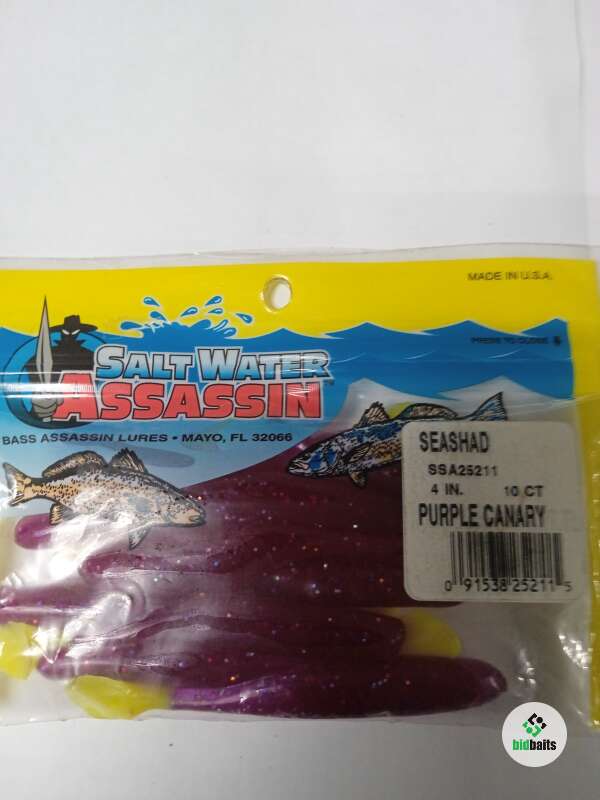 MADE IN U.S.A.
PRESS TO CLOSE
SALT WATER
ASSASSIN
BASS ASSASSIN LURES • MAYO, FL 32066
SEASHAD
SSA25211
4 IN. 10 CT
PURPLE CANARY
0 91538 25211 5
bidbaits